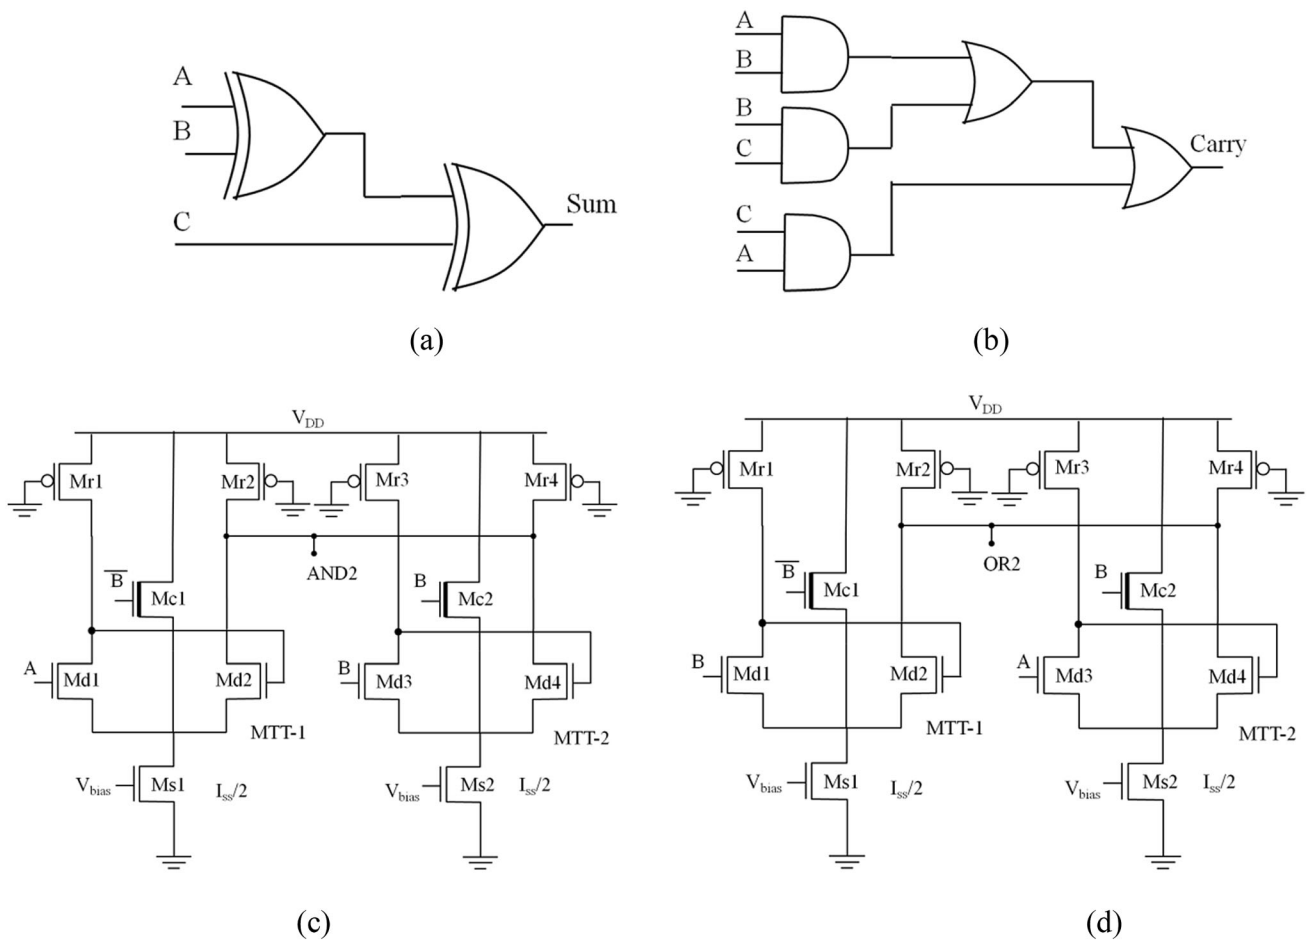 A
B
C
Sum
(a)
A
B
B
C
C
A
Carry
(b)
V_DD
Mr1
Mr2
Mr3
Mr4
AND2
B̅
Mc1
B
Mc2
A
Md1
Md2
B
Md3
Md4
MTT-1
MTT-2
V_bias
Ms1
I_ss/2
V_bias
Ms2
I_ss/2
(c)
V_DD
Mr1
Mr2
Mr3
Mr4
OR2
B̅
Mc1
B
Mc2
B
Md1
Md2
A
Md3
Md4
MTT-1
MTT-2
V_bias
Ms1
I_ss/2
V_bias
Ms2
I_ss/2
(d)